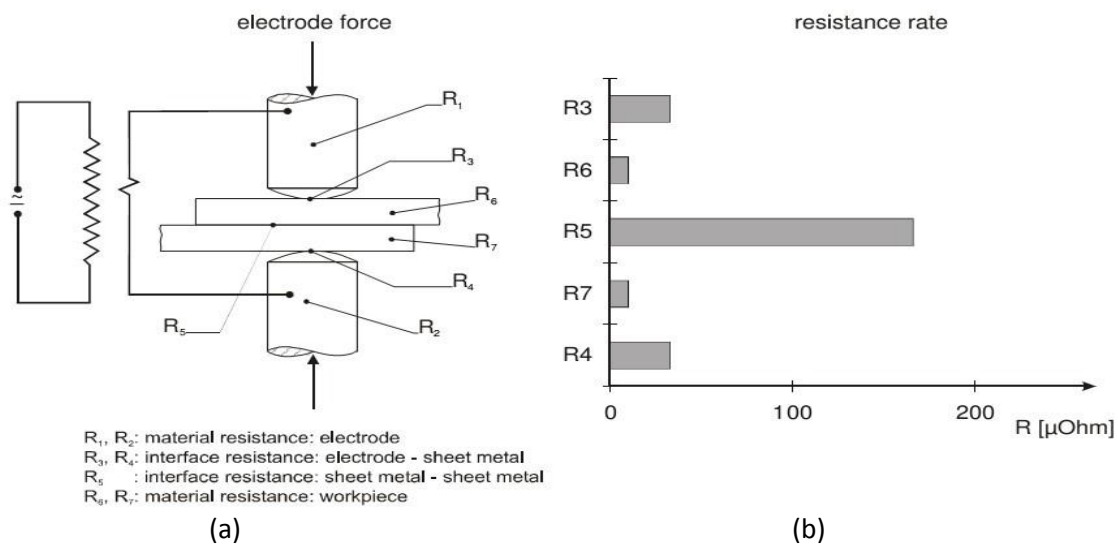 electrode force
R₁
R₃
R₆
R₇
R₄
R₂
R₅
R₁, R₂: material resistance: electrode
R₃, R₄: interface resistance: electrode - sheet metal
R₅ : interface resistance: sheet metal - sheet metal
R₆, R₇: material resistance: workpiece
(a)
resistance rate
R3
R6
R5
R7
R4
0 100 200
R [µOhm]
(b)